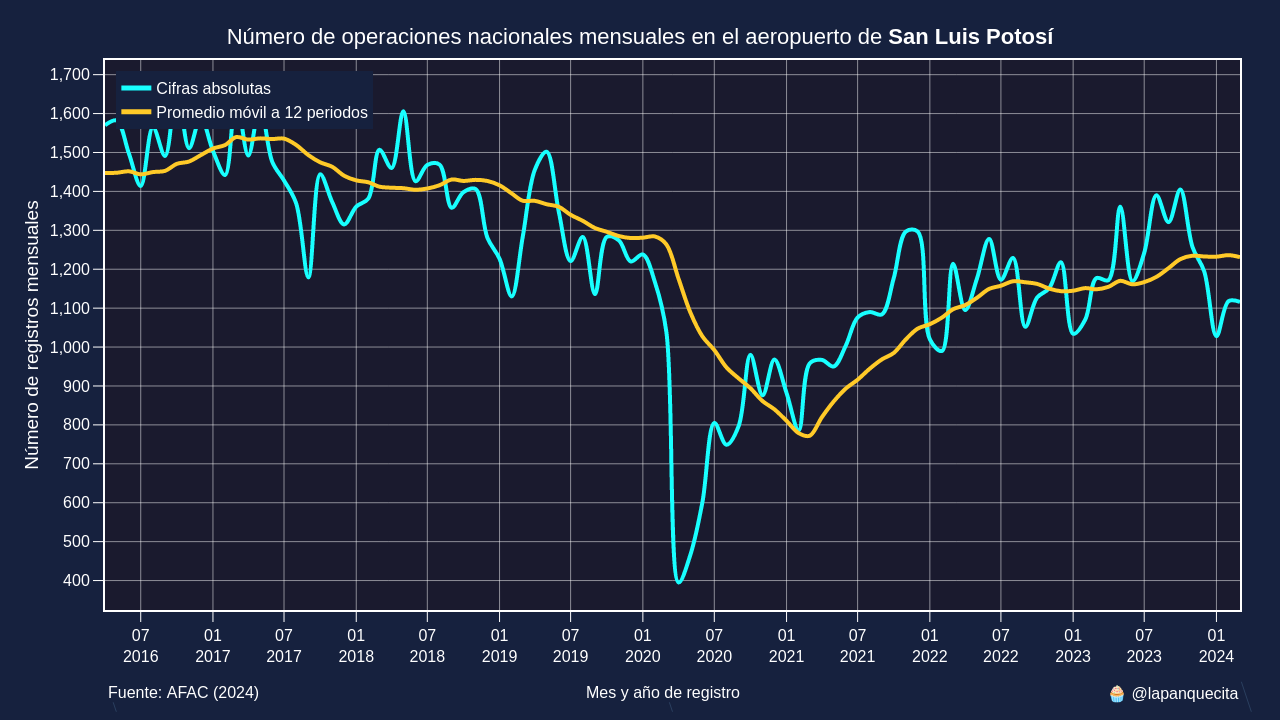 Número de operaciones nacionales mensuales en el aeropuerto de San Luis Potosí
Cifras absolutas
Promedio móvil a 12 periodos
Número de registros mensuales
1,700
1,600
1,500
1,400
1,300
1,200
1,100
1,000
900
800
700
600
500
400
07 01 07 01 07 01 07 01 07 01 07 01 07 01 07 01
2016 2017 2017 2018 2018 2019 2019 2020 2020 2021 2021 2022 2022 2023 2023 2024
Fuente: AFAC (2024)
Mes y año de registro
🧁 @lapanquecita